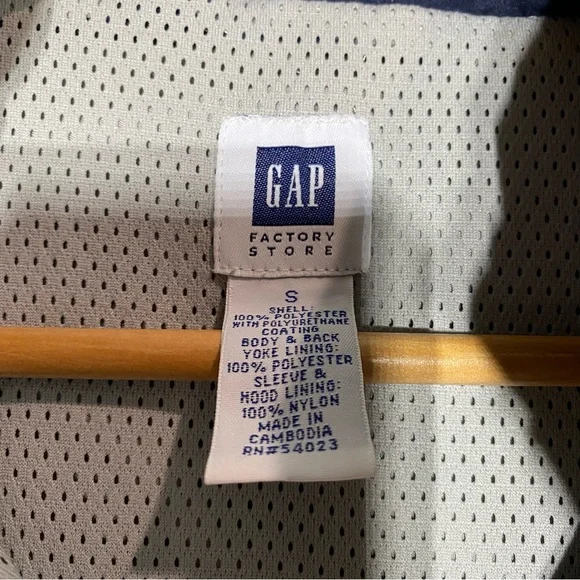 GAP
FACTORY
STORE
S
SHELL:
100% POLYESTER
WITH POLYURETHANE
COATING
BODY & BACK
YOKE LINING:
100% POLYESTER
SLEEVE &
HOOD LINING:
100% NYLON
MADE IN
CAMBODIA
RN#54023